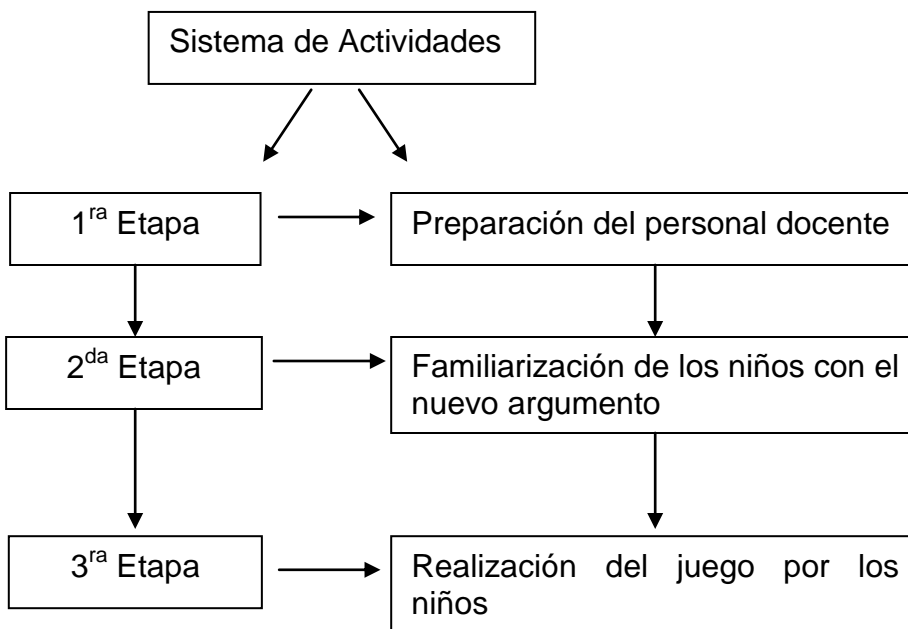 Sistema de Actividades
1ra Etapa
Preparación del personal docente
2da Etapa
Familiarización de los niños con el
nuevo argumento
3ra Etapa
Realización del juego por los
niños